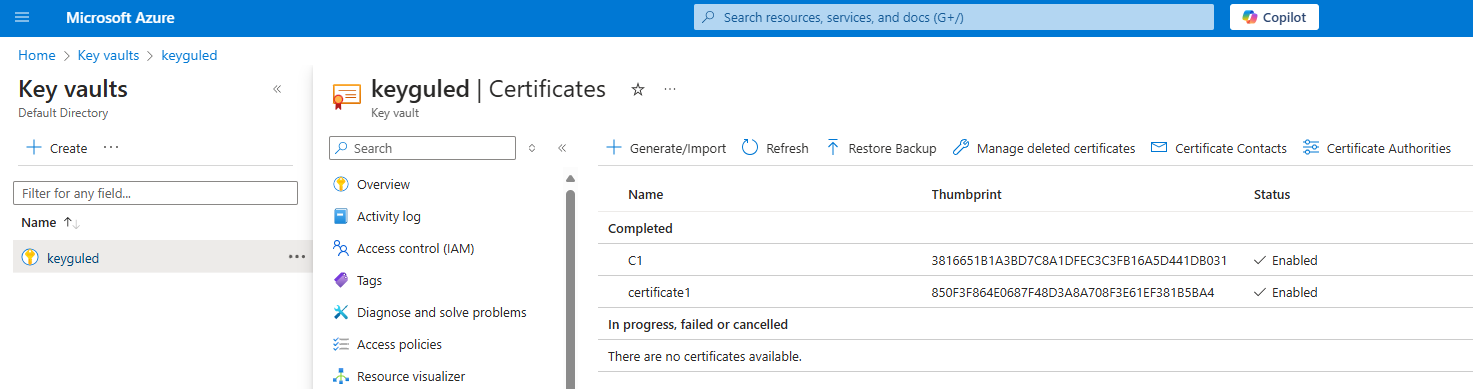 Microsoft Azure
Search resources, services, and docs (G+/)
Copilot
Home > Key vaults > keyguled
Key vaults
Default Directory
Create ...
Filter for any field...
Name
keyguled ...
keyguled | Certificates ...
Key vault
Search
Overview
Activity log
Access control (IAM)
Tags
Diagnose and solve problems
Access policies
Resource visualizer
Generate/Import Refresh Restore Backup Manage deleted certificates Certificate Contacts Certificate Authorities
Name Thumbprint Status
Completed
C1 3816651B1A3BD7C8A1DFEC3C3FB16A5D441DB031 Enabled
certificate1 850F3F864E0687F48D3A8A708F3E61EF381B5BA4 Enabled
In progress, failed or cancelled
There are no certificates available.